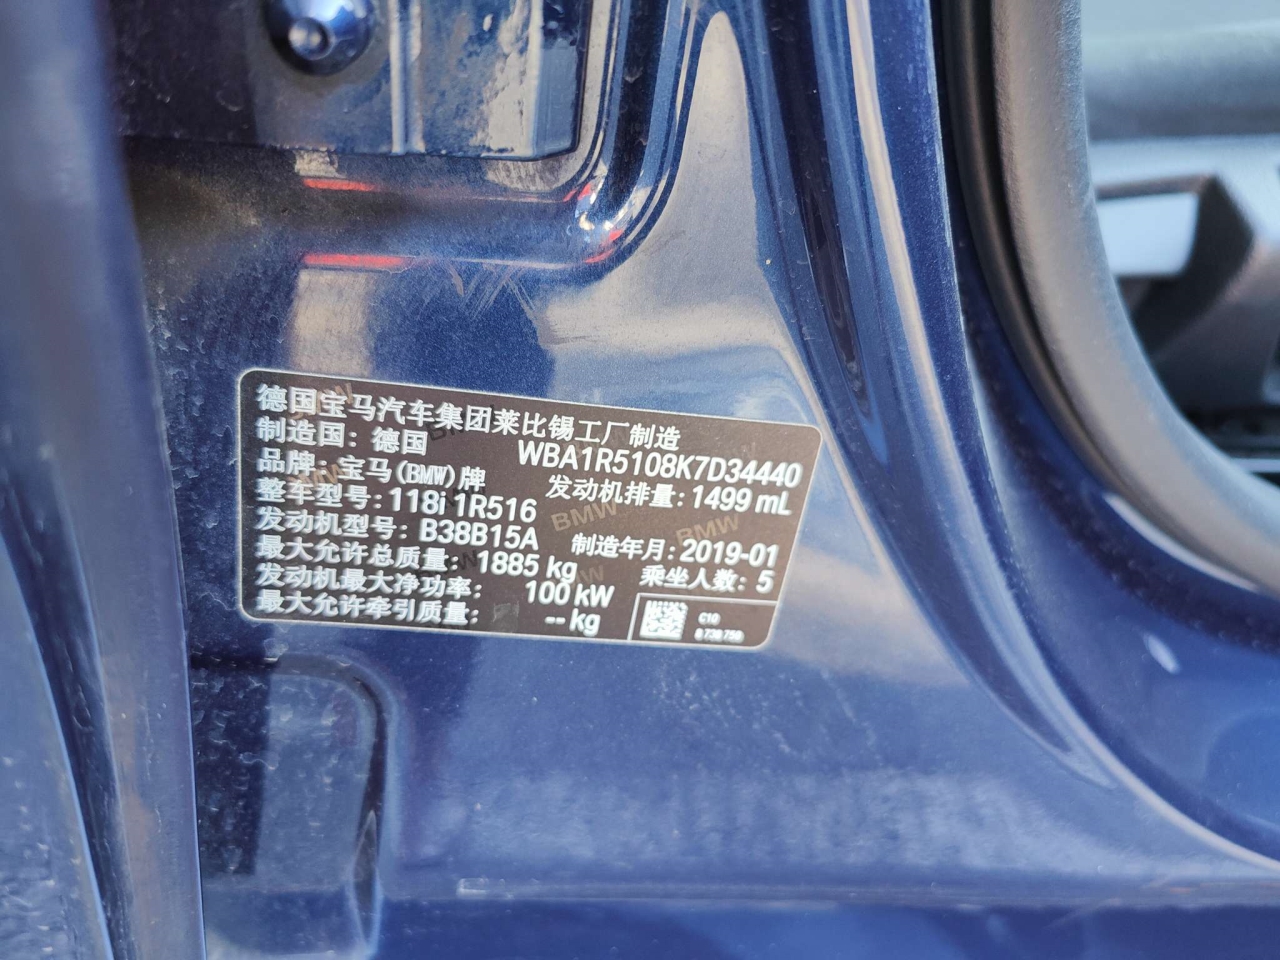 德国宝马汽车集团莱比锡工厂制造
制造国：德国 WBA1R5108K7D34440
品牌：宝马(BMW)牌 发动机排量：1499 mL
整车型号：118i 1R516
发动机型号：B38B15A 制造年月：2019-01
最大允许总质量：1885 kg 乘坐人数：5
发动机最大净功率：100 kW
最大允许牵引质量：-- kg
C10
8 738 750